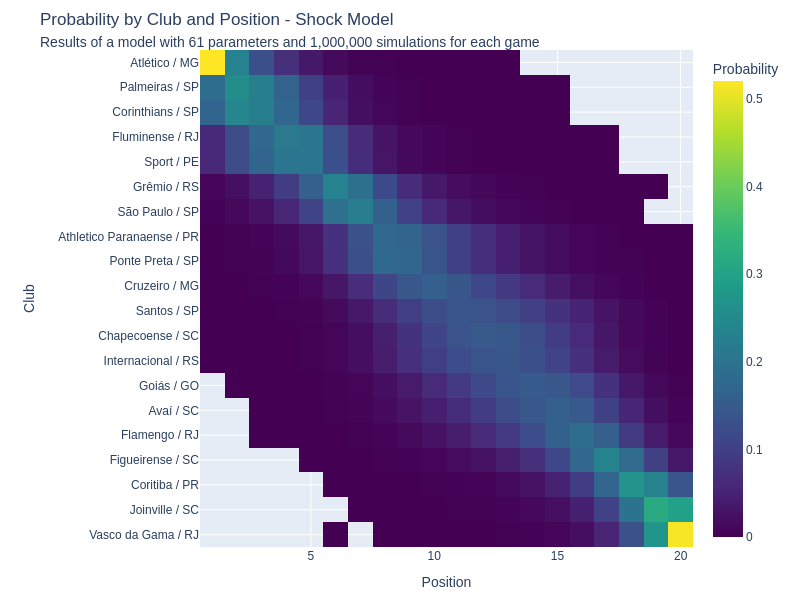 Probability by Club and Position - Shock Model
Results of a model with 61 parameters and 1,000,000 simulations for each game
Probability
Club
Atlético / MG
Palmeiras / SP
Corinthians / SP
Fluminense / RJ
Sport / PE
Grêmio / RS
São Paulo / SP
Athletico Paranaense / PR
Ponte Preta / SP
Cruzeiro / MG
Santos / SP
Chapecoense / SC
Internacional / RS
Goiás / GO
Avaí / SC
Flamengo / RJ
Figueirense / SC
Coritiba / PR
Joinville / SC
Vasco da Gama / RJ
5 10 15 20
Position
0.5
0.4
0.3
0.2
0.1
0